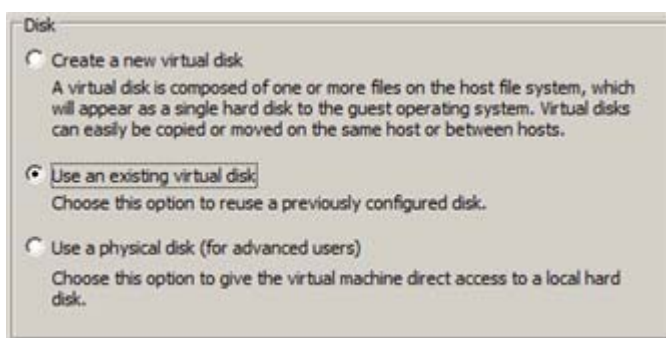 Disk
Create a new virtual disk
A virtual disk is composed of one or more files on the host file system, which
will appear as a single hard disk to the guest operating system. Virtual disks
can easily be copied or moved on the same host or between hosts.
Use an existing virtual disk
Choose this option to reuse a previously configured disk.
Use a physical disk (for advanced users)
Choose this option to give the virtual machine direct access to a local hard
disk.